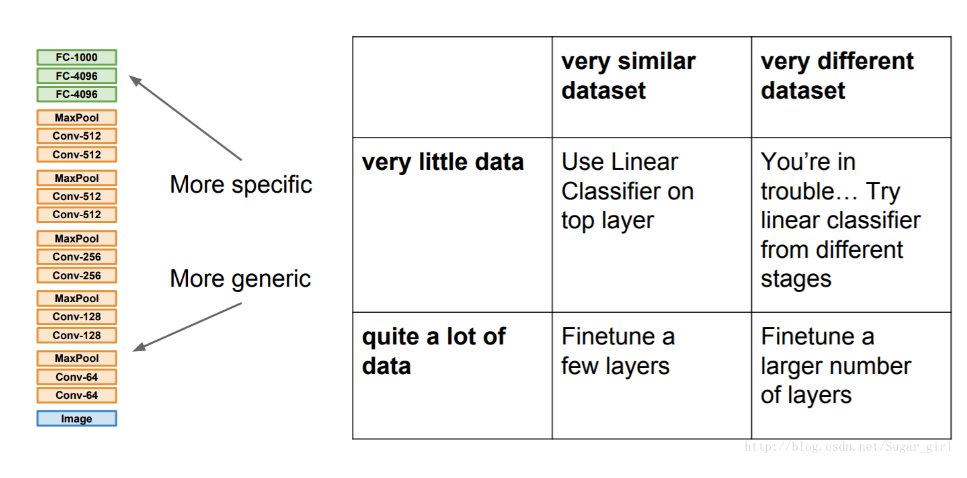 FC-1000
FC-4096
FC-4096
MaxPool
Conv-512
Conv-512
MaxPool
Conv-512
Conv-512
MaxPool
Conv-256
Conv-256
MaxPool
Conv-128
Conv-128
MaxPool
Conv-64
Conv-64
Image
More specific
More generic
very similar
dataset
very different
dataset
very little data
Use Linear
Classifier on
top layer
You’re in
trouble… Try
linear classifier
from different
stages
quite a lot of
data
Finetune a
few layers
Finetune a
larger number
of layers
http://blog.csdn.net/Sugar_girl